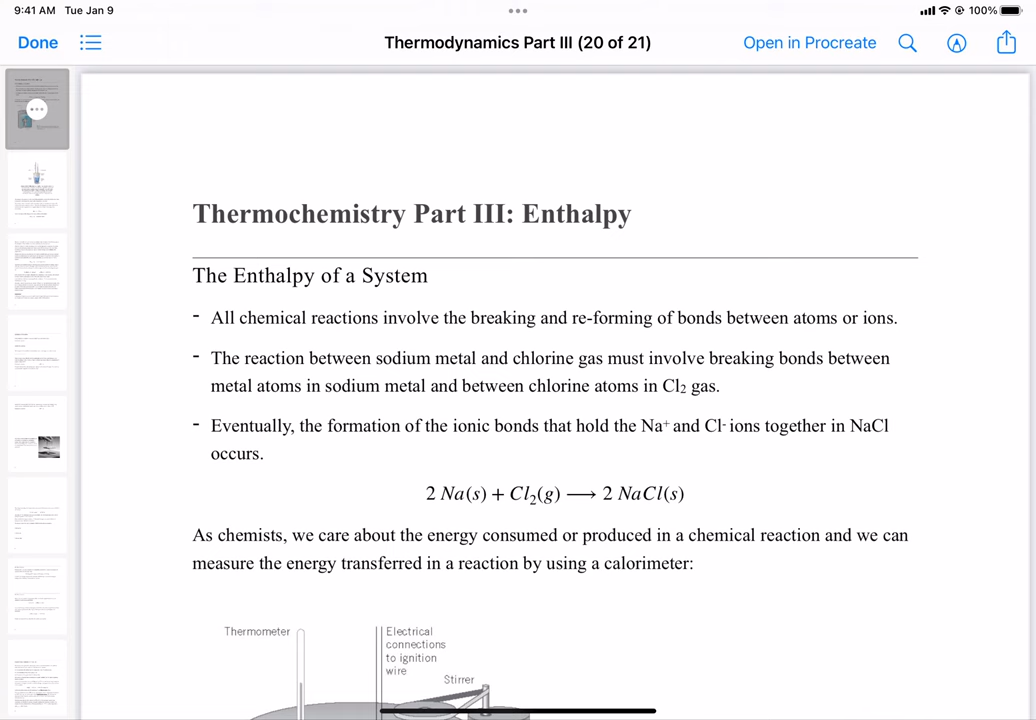 9:41 AM Tue Jan 9
100%
Done
Thermodynamics Part III (20 of 21)
Open in Procreate
Thermochemistry Part III: Enthalpy
The Enthalpy of a System
- All chemical reactions involve the breaking and re-forming of bonds between atoms or ions.
- The reaction between sodium metal and chlorine gas must involve breaking bonds between
metal atoms in sodium metal and between chlorine atoms in Cl₂ gas.
- Eventually, the formation of the ionic bonds that hold the Na⁺ and Cl⁻ ions together in NaCl
occurs.
2 Na(s) + Cl₂(g) ⟶ 2 NaCl(s)
As chemists, we care about the energy consumed or produced in a chemical reaction and we can
measure the energy transferred in a reaction by using a calorimeter:
Thermometer
Electrical
connections
to ignition
wire
Stirrer